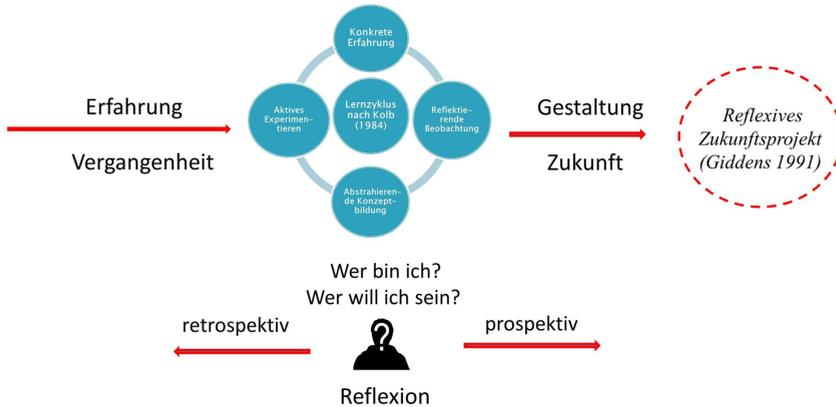 Konkrete
Erfahrung
Erfahrung
Vergangenheit
Aktives
Experimen-
tieren
Lernzyklus
nach Kolb
(1984)
Reflektie-
rende
Beobachtung
Abstrahieren-
de Konzept-
bildung
Gestaltung
Zukunft
Reflexives
Zukunftsprojekt
(Giddens 1991)
Wer bin ich?
Wer will ich sein?
retrospektiv
?
prospektiv
Reflexion